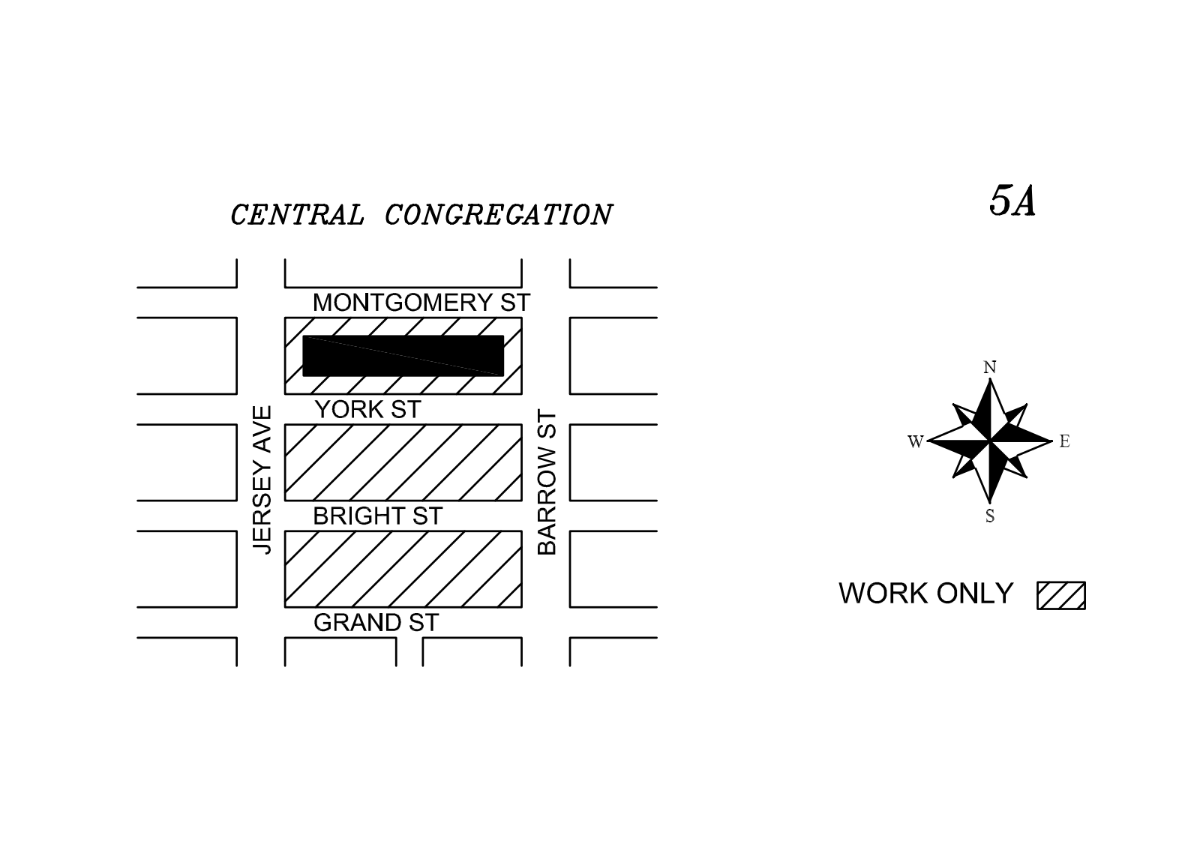 5A
CENTRAL CONGREGATION
MONTGOMERY ST
YORK ST
JERSEY AVE
BARROW ST
BRIGHT ST
GRAND ST
N
W
E
S
WORK ONLY